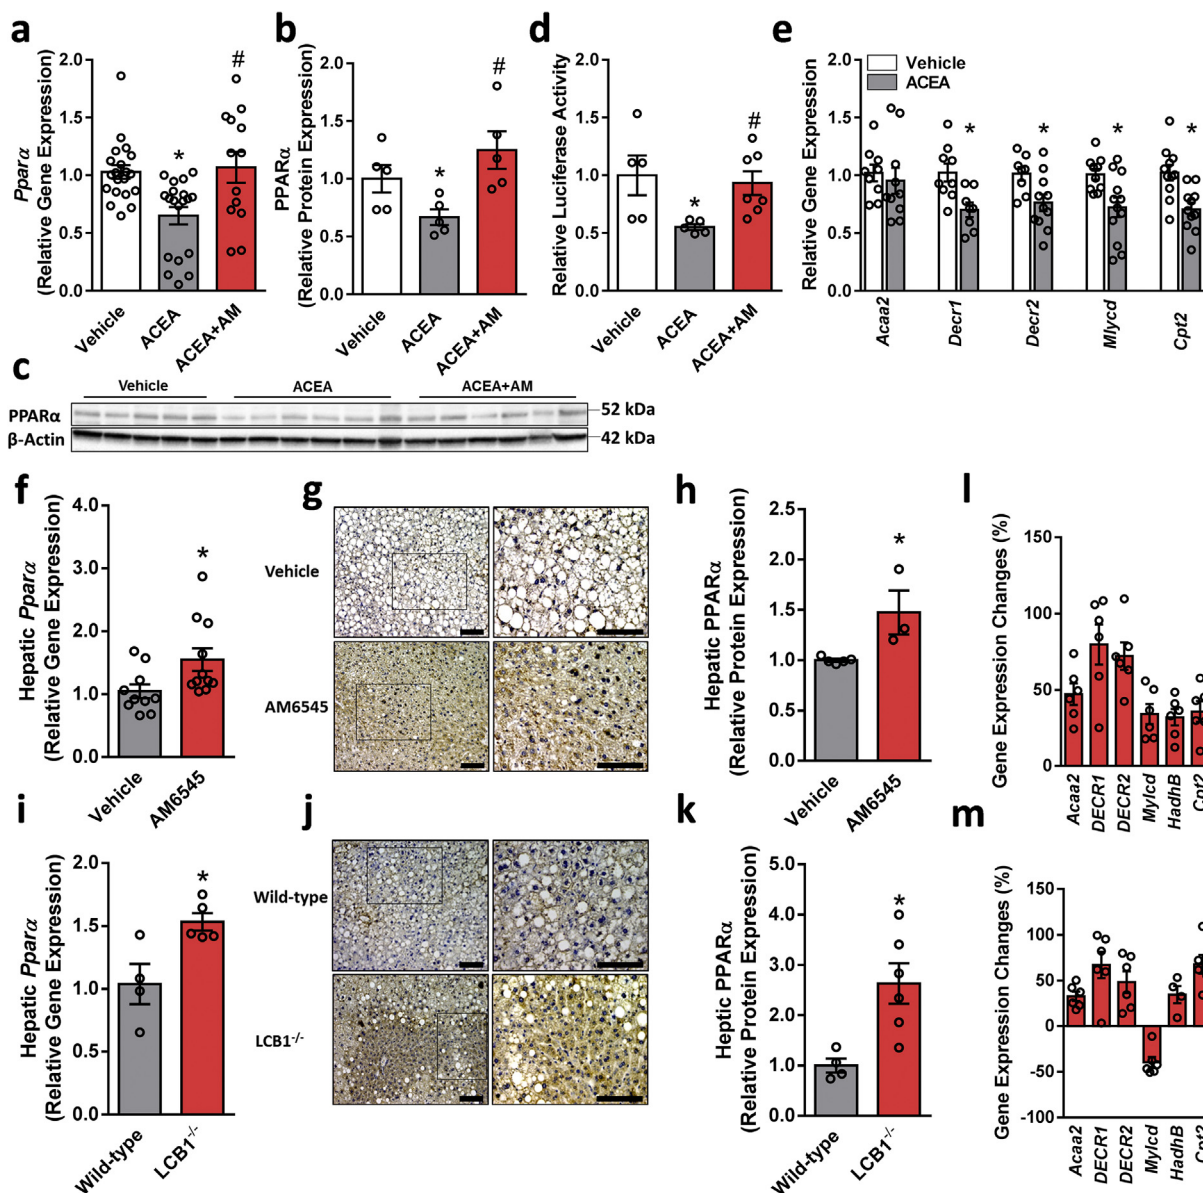 a
Pparα
(Relative Gene Expression)
2.0
1.5
1.0
0.5
0.0
*
#
Vehicle
ACEA
ACEA+AM
b
PPARα
(Relative Protein Expression)
2.0
1.5
1.0
0.5
0.0
*
#
Vehicle
ACEA
ACEA+AM
d
Relative Luciferase Activity
2.0
1.5
1.0
0.5
0.0
*
#
Vehicle
ACEA
ACEA+AM
e
Relative Gene Expression
2.0
1.5
1.0
0.5
0.0
Vehicle
ACEA
*
*
*
*
Acaa2
Decr1
Decr2
Mlycd
Cpt2
c
Vehicle
ACEA
ACEA+AM
PPARα
52 kDa
β-Actin
42 kDa
f
Hepatic Pparα
(Relative Gene Expression)
4.0
3.0
2.0
1.0
0.0
*
Vehicle
AM6545
g
Vehicle
AM6545
h
Hepatic PPARα
(Relative Protein Expression)
2.5
2.0
1.5
1.0
0.5
0.0
*
Vehicle
AM6545
l
Gene Expression Changes (%)
150
100
50
0
Acaa2
DECR1
DECR2
Mylcd
HadhB
Cpt2
i
Hepatic Pparα
(Relative Gene Expression)
2.0
1.5
1.0
0.5
0.0
*
Wild-type
LCB1-/-
j
Wild-type
LCB1-/-
k
Heptic PPARα
(Relative Protein Expression)
5.0
4.0
3.0
2.0
1.0
0.0
*
Wild-type
LCB1-/-
m
Gene Expression Changes (%)
150
100
50
0
-50
-100
Acaa2
DECR1
DECR2
Mylcd
HadhB
Cpt2